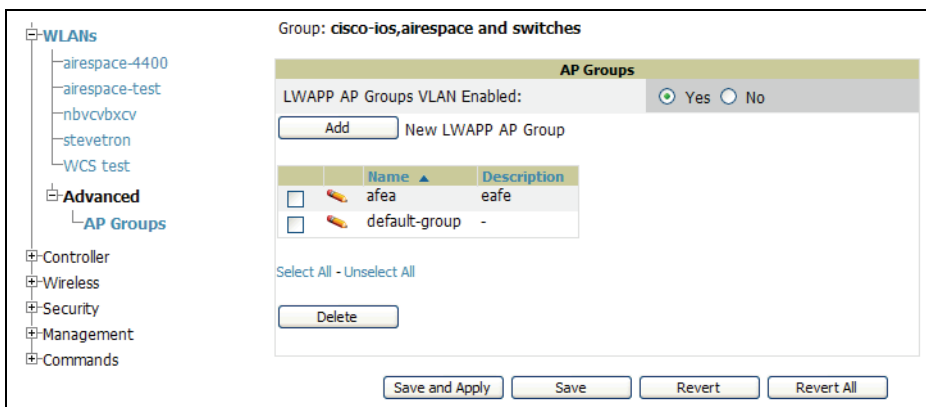 WLANs
airespace-4400
airespace-test
nbvcvbxcv
stevetron
WCS test
Advanced
AP Groups
Controller
Wireless
Security
Management
Commands
Group: cisco-ios,airespace and switches
AP Groups
LWAPP AP Groups VLAN Enabled: Yes No
Add New LWAPP AP Group
Name ▲ Description
afea eafe
default-group -
Select All - Unselect All
Delete
Save and Apply Save Revert Revert All